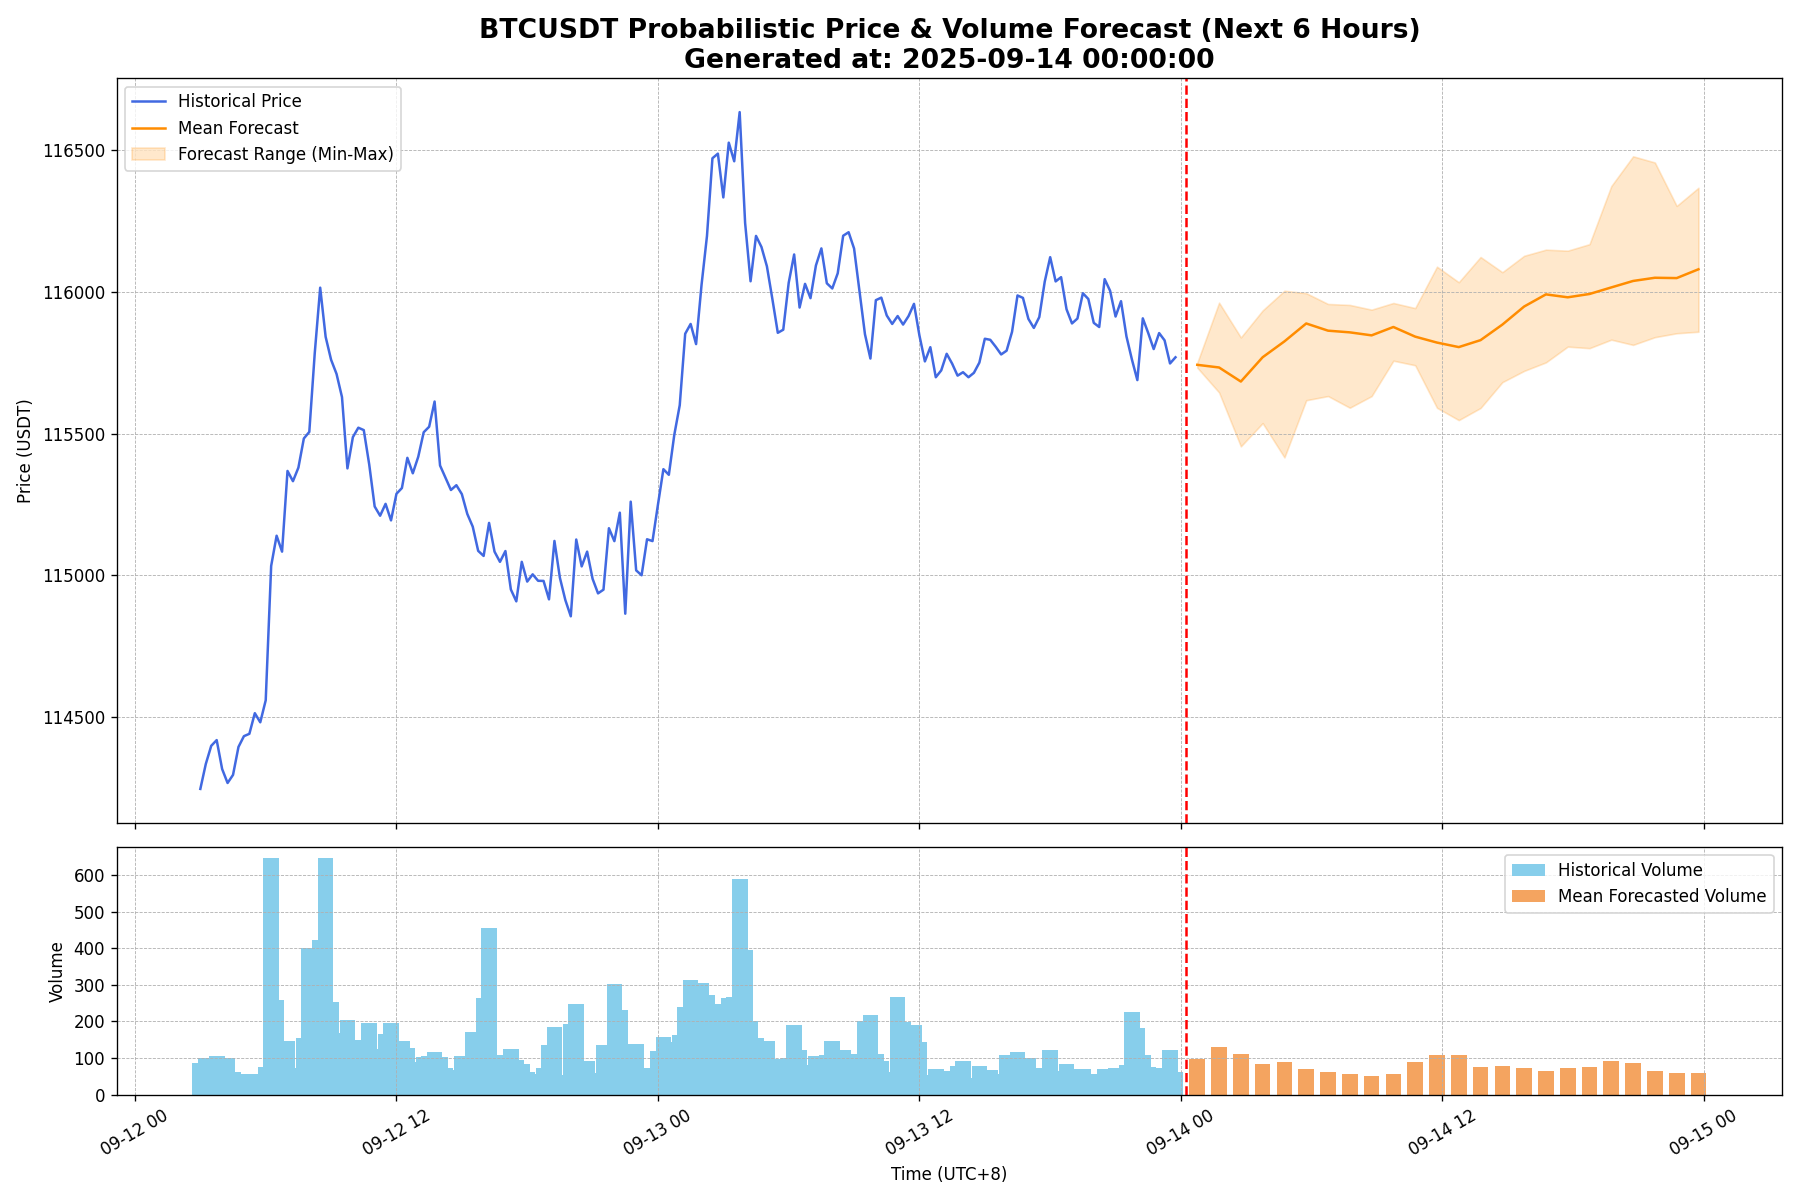 BTCUSDT Probabilistic Price & Volume Forecast (Next 6 Hours)
Generated at: 2025-09-14 00:00:00
Historical Price
Mean Forecast
Forecast Range (Min-Max)
116500
116000
115500
115000
114500
Price (USDT)
Historical Volume
Mean Forecasted Volume
600
500
400
300
200
100
0
Volume
09-12 00
09-12 12
09-13 00
09-13 12
09-14 00
09-14 12
09-15 00
Time (UTC+8)